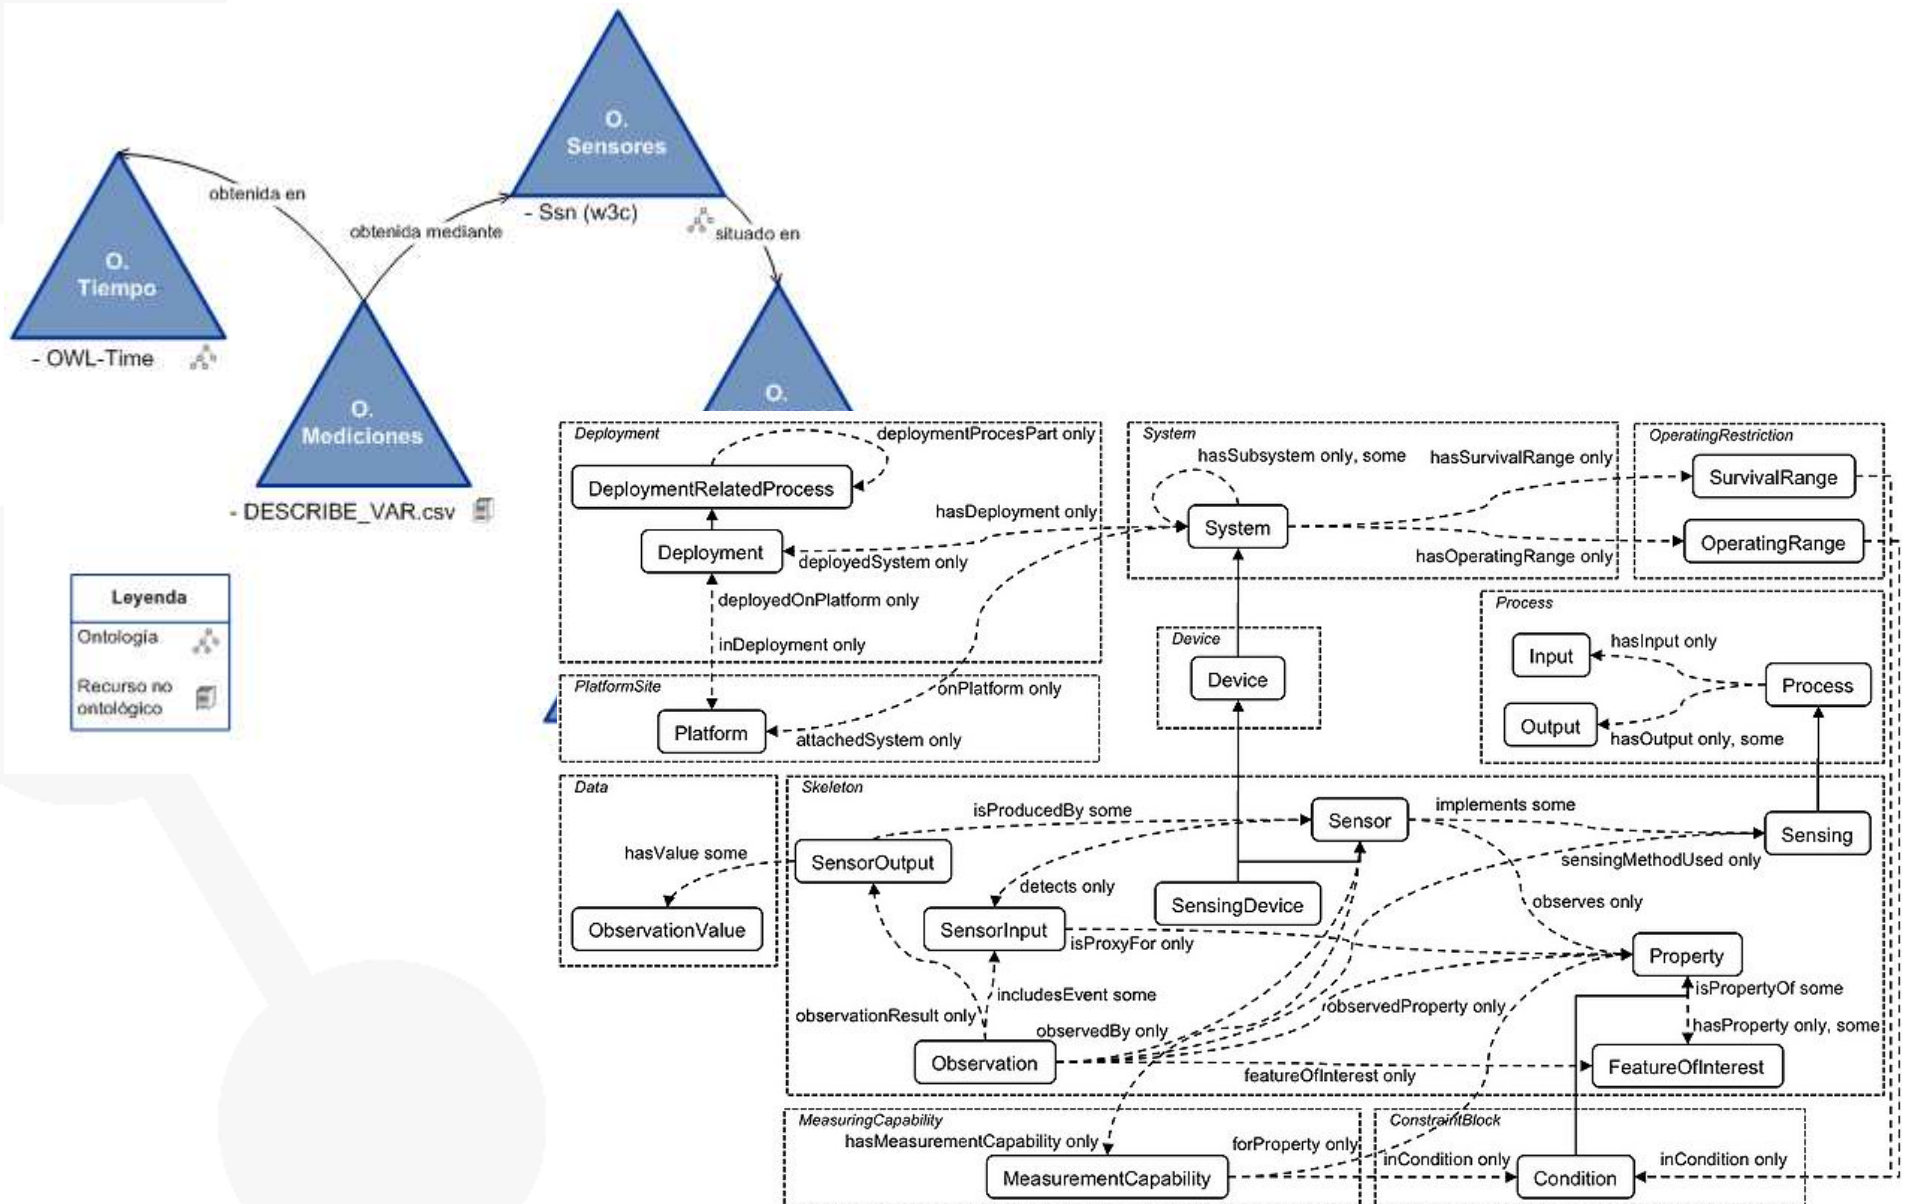 O.
Sensores
- Ssn (w3c)
obtenida en
obtenida mediante
situado en
O.
Tiempo
- OWL-Time
O.
Mediciones
- DESCRIBE_VAR.csv
O.
Leyenda
Ontología
Recurso no
ontológico
Deployment
deploymentProcesPart only
DeploymentRelatedProcess
hasDeployment only
Deployment
deployedSystem only
deployedOnPlatform only
inDeployment only
System
hasSubsystem only, some
hasSurvivalRange only
System
hasOperatingRange only
OperatingRestriction
SurvivalRange
OperatingRange
Process
hasInput only
Input
Process
Output
hasOutput only, some
Device
Device
PlatformSite
onPlatform only
Platform
attachedSystem only
Data
hasValue some
ObservationValue
Skeleton
isProducedBy some
Sensor
implements some
Sensing
SensorOutput
sensingMethodUsed only
detects only
SensingDevice
observes only
SensorInput
isProxyFor only
Property
includesEvent some
isPropertyOf some
observationResult only
observedBy only
observedProperty only
hasProperty only, some
Observation
featureOfInterest only
FeatureOfInterest
MeasuringCapability
hasMeasurementCapability only
forProperty only
MeasurementCapability
ConstraintBlock
inCondition only
Condition
inCondition only